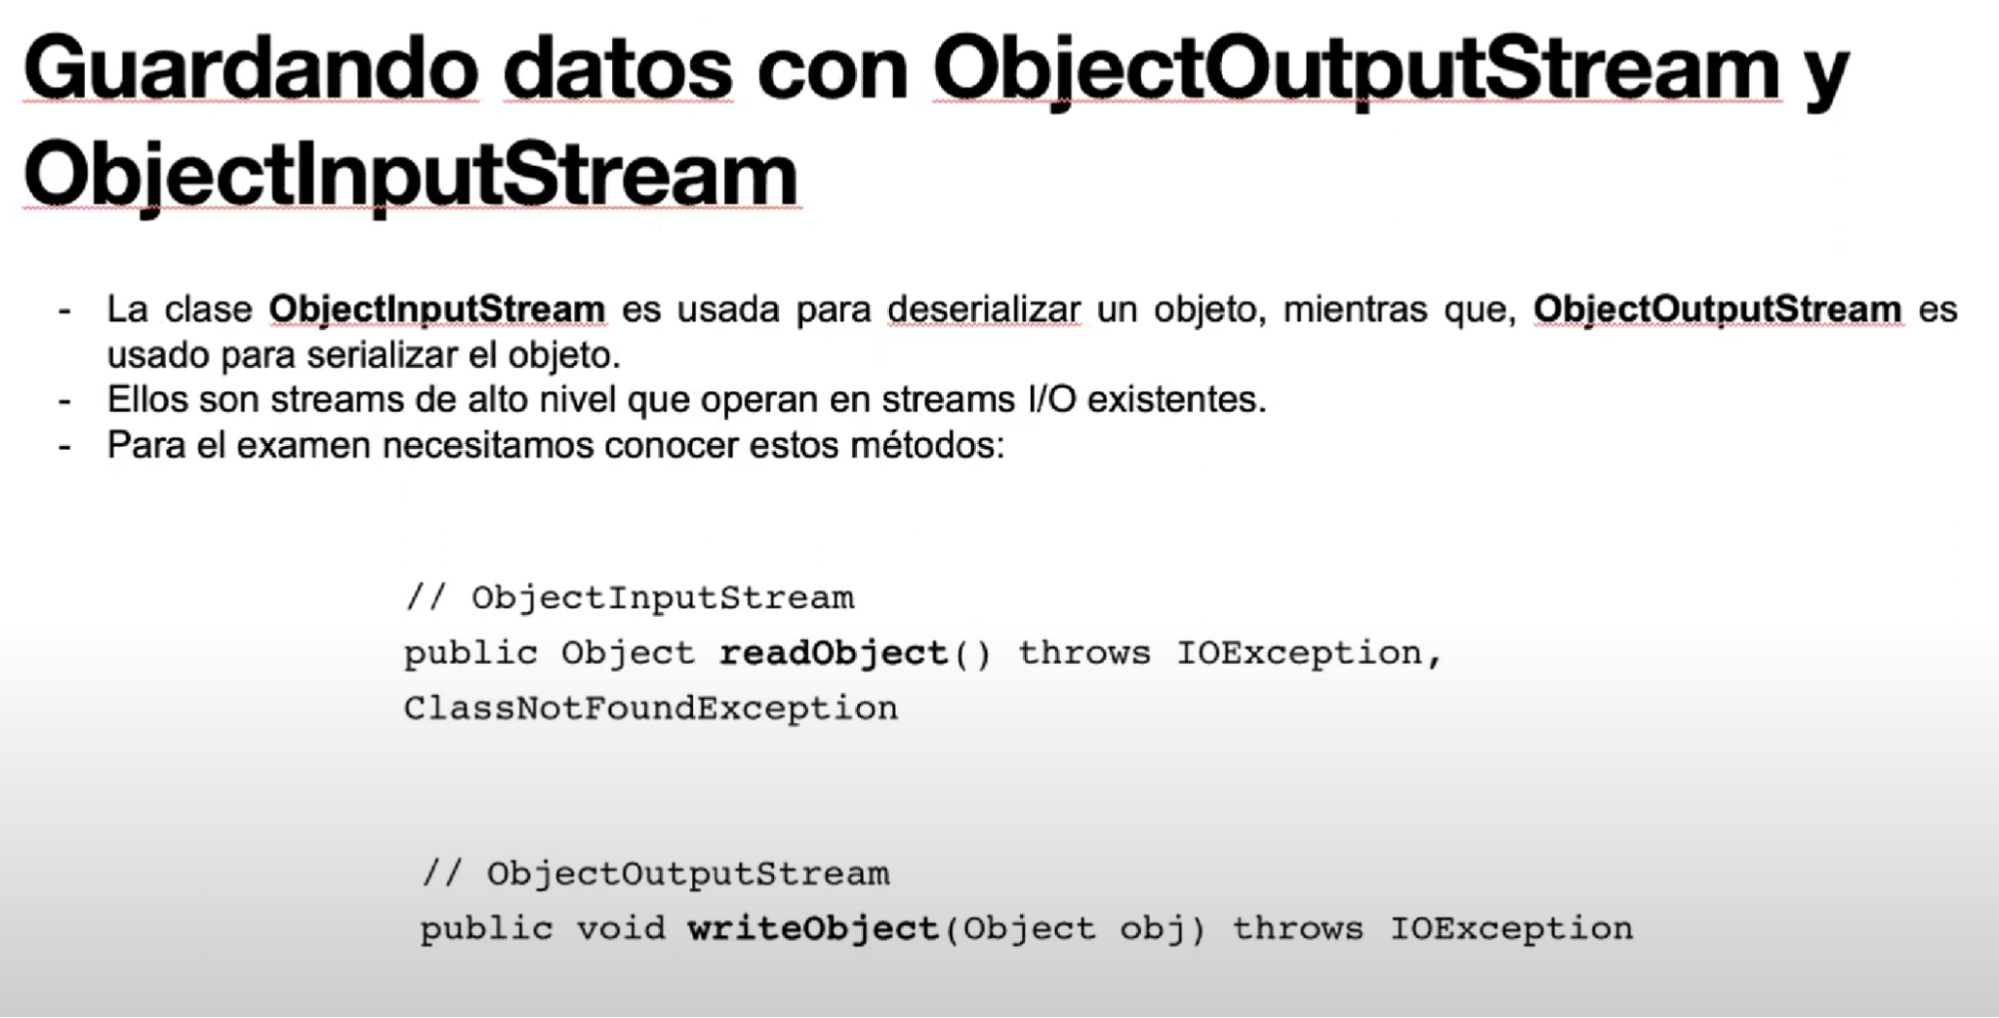 Guardando datos con ObjectOutputStream y
ObjectInputStream
- La clase ObjectInputStream es usada para deserializar un objeto, mientras que, ObjectOutputStream es
usado para serializar el objeto.
- Ellos son streams de alto nivel que operan en streams I/O existentes.
- Para el examen necesitamos conocer estos métodos:
// ObjectInputStream
public Object readObject() throws IOException,
ClassNotFoundException
// ObjectOutputStream
public void writeObject(Object obj) throws IOException